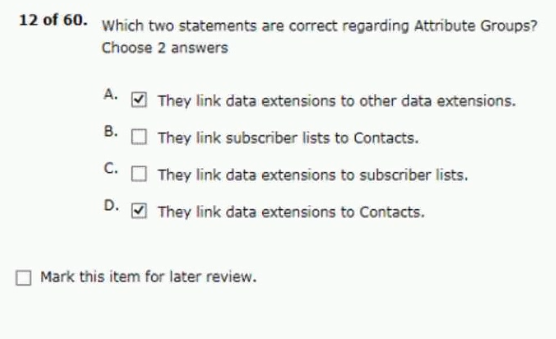 12 of 60. Which two statements are correct regarding Attribute Groups?
Choose 2 answers
A. They link data extensions to other data extensions.
B. They link subscriber lists to Contacts.
C. They link data extensions to subscriber lists.
D. They link data extensions to Contacts.
Mark this item for later review.